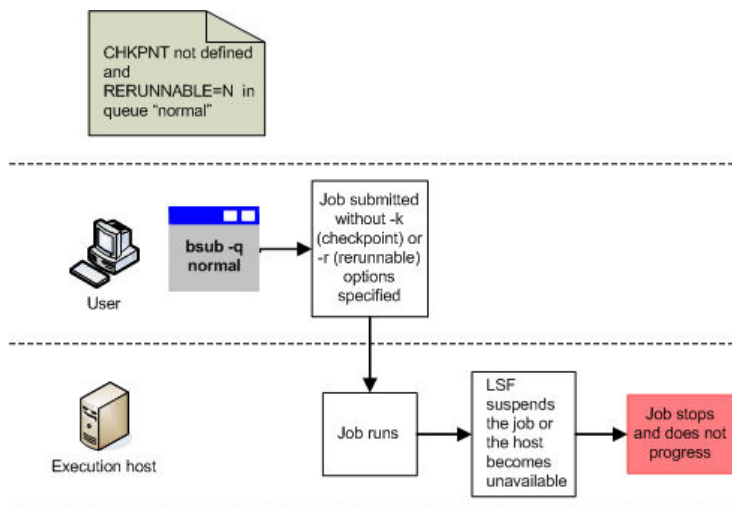 CHKPNT not defined
and
RERUNNABLE=N in
queue "normal"
Job submitted
without -k
(checkpoint) or
-r (rerunnable)
options
specified
bsub -q
normal
User
LSF
suspends
the job or
the host
becomes
unavailable
Job stops
and does not
progress
Job runs
Execution host